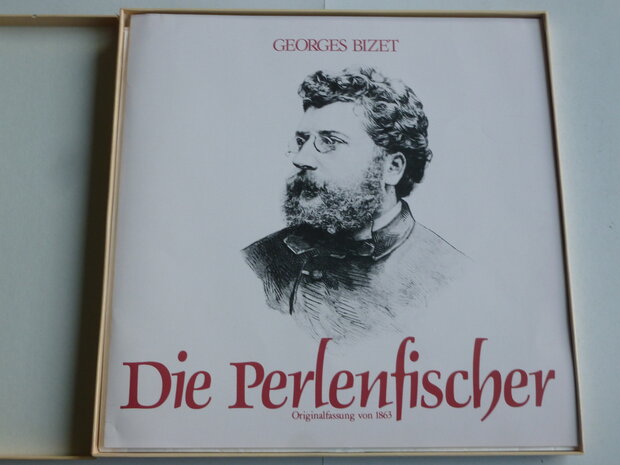 GEORGES BIZET
Die Perlenfischer
Originalfassung von 1863